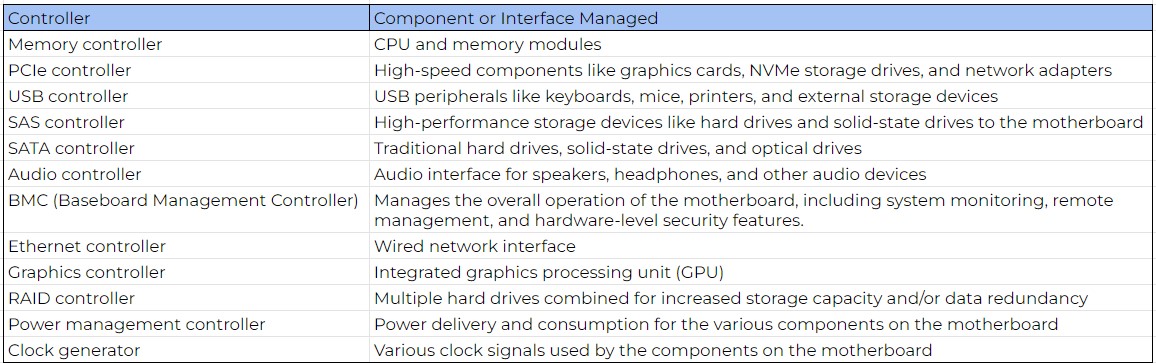 Controller Component or Interface Managed
Memory controller CPU and memory modules
PCIe controller High-speed components like graphics cards, NVMe storage drives, and network adapters
USB controller USB peripherals like keyboards, mice, printers, and external storage devices
SAS controller High-performance storage devices like hard drives and solid-state drives to the motherboard
SATA controller Traditional hard drives, solid-state drives, and optical drives
Audio controller Audio interface for speakers, headphones, and other audio devices
BMC (Baseboard Management Controller) Manages the overall operation of the motherboard, including system monitoring, remote
management, and hardware-level security features.
Ethernet controller Wired network interface
Graphics controller Integrated graphics processing unit (GPU)
RAID controller Multiple hard drives combined for increased storage capacity and/or data redundancy
Power management controller Power delivery and consumption for the various components on the motherboard
Clock generator Various clock signals used by the components on the motherboard